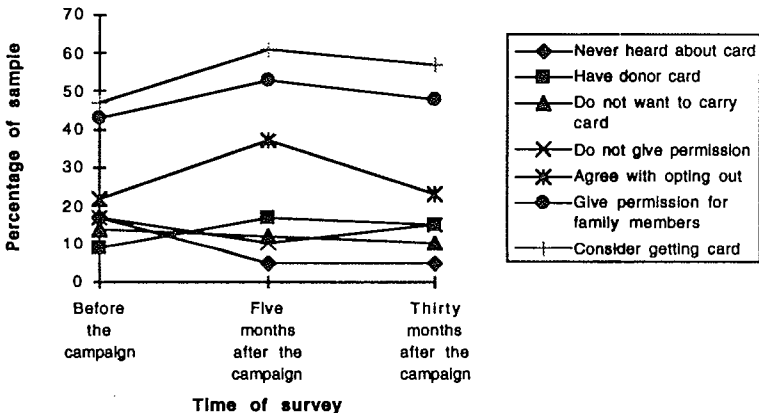 Percentage of sample
70
60
50
40
30
20
10
0
Before
the
campaign
Five
months
after the
campaign
Thirty
months
after the
campaign
Time of survey
Never heard about card
Have donor card
Do not want to carry
card
Do not give permission
Agree with opting out
Give permission for
family members
Consider getting card